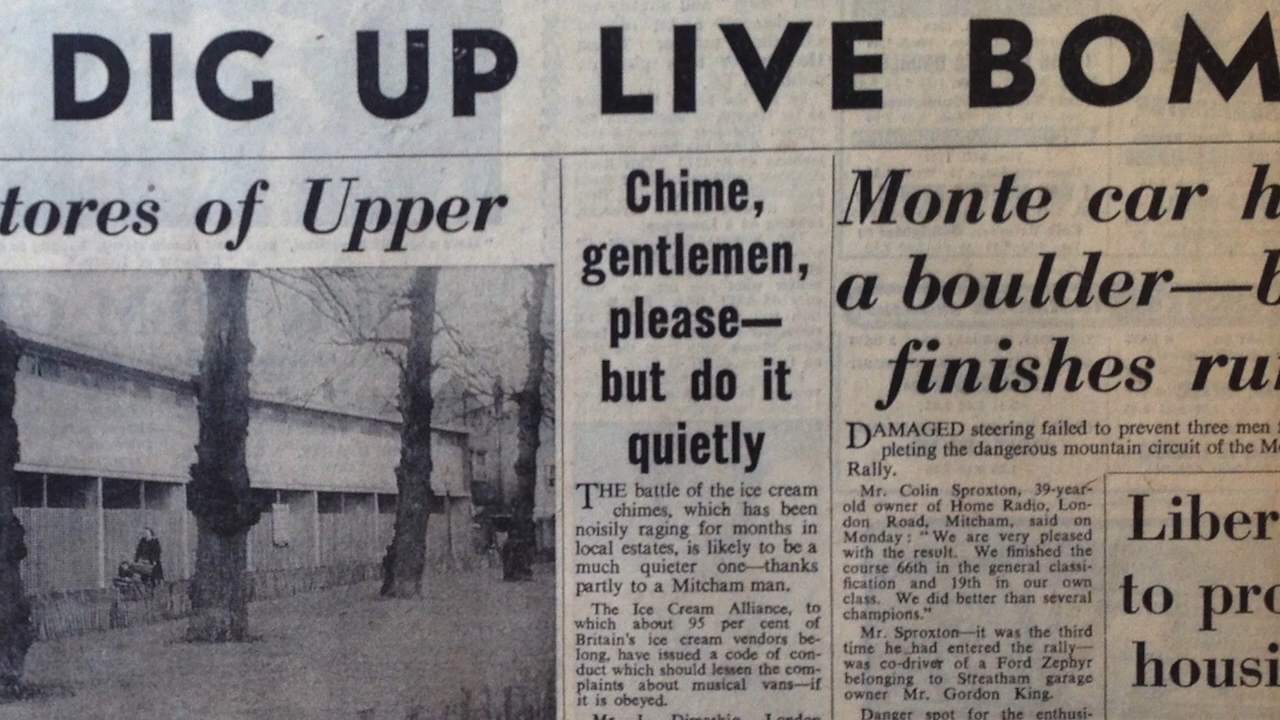 DIG UP LIVE BOM
tores of Upper
Chime,
gentlemen,
please—
but do it
quietly
THE battle of the ice cream
chimes, which has been
noisily raging for months in
local estates, is likely to be a
much quieter one—thanks
partly to a Mitcham man.
The Ice Cream Alliance, to
which about 95 per cent of
Britain's ice cream vendors be-
long, have issued a code of con-
duct which should lessen the com-
plaints about musical vans—if
it is obeyed.
Monte car h
a boulder—b
finishes ru
DAMAGED steering failed to prevent three men
pleting the dangerous mountain circuit of the M
Rally.
Mr. Colin Sproxton, 39-year-
old owner of Home Radio, Lon-
don Road, Mitcham, said on
Monday: "We are very pleased
with the result. We finished the
course 66th in the general classi-
fication and 19th in our own
class. We did better than several
champions."
Mr. Sproxton—it was the third
time he had entered the rally—
was co-driver of a Ford Zephyr
belonging to Streatham garage
owner Mr. Gordon King.
Danger spot for the enthusi-
Liber
to pro
housi